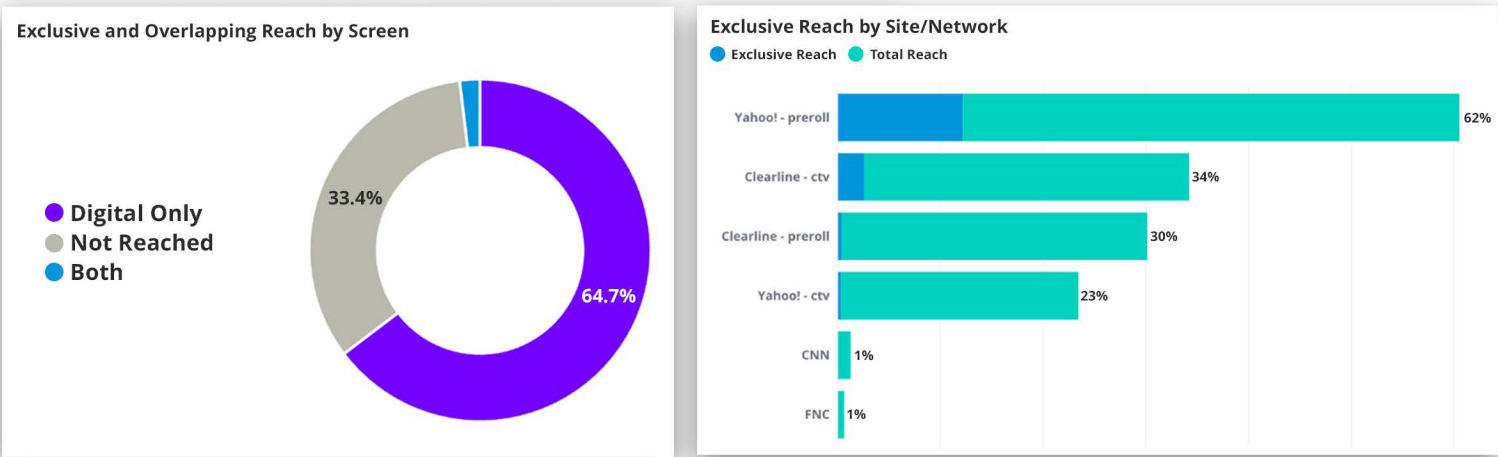 Exclusive and Overlapping Reach by Screen
Digital Only
Not Reached
Both
33.4%
64.7%
Exclusive Reach by Site/Network
Exclusive Reach Total Reach
Yahoo! - preroll 62%
Clearline - ctv 34%
Clearline - preroll 30%
Yahoo! - ctv 23%
CNN 1%
FNC 1%